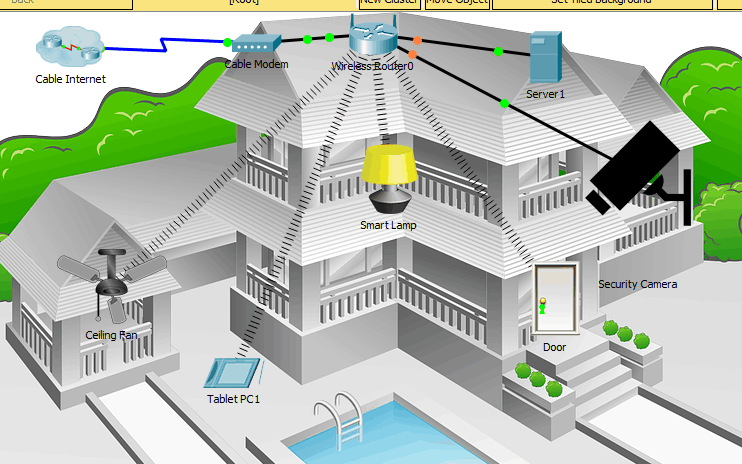 Back [Root] New Cluster Move Object Set Tiled Background
Cable Internet
Cable Modem
Wireless Router0
Server1
Smart Lamp
Security Camera
Ceiling Fan
Door
Tablet PC1